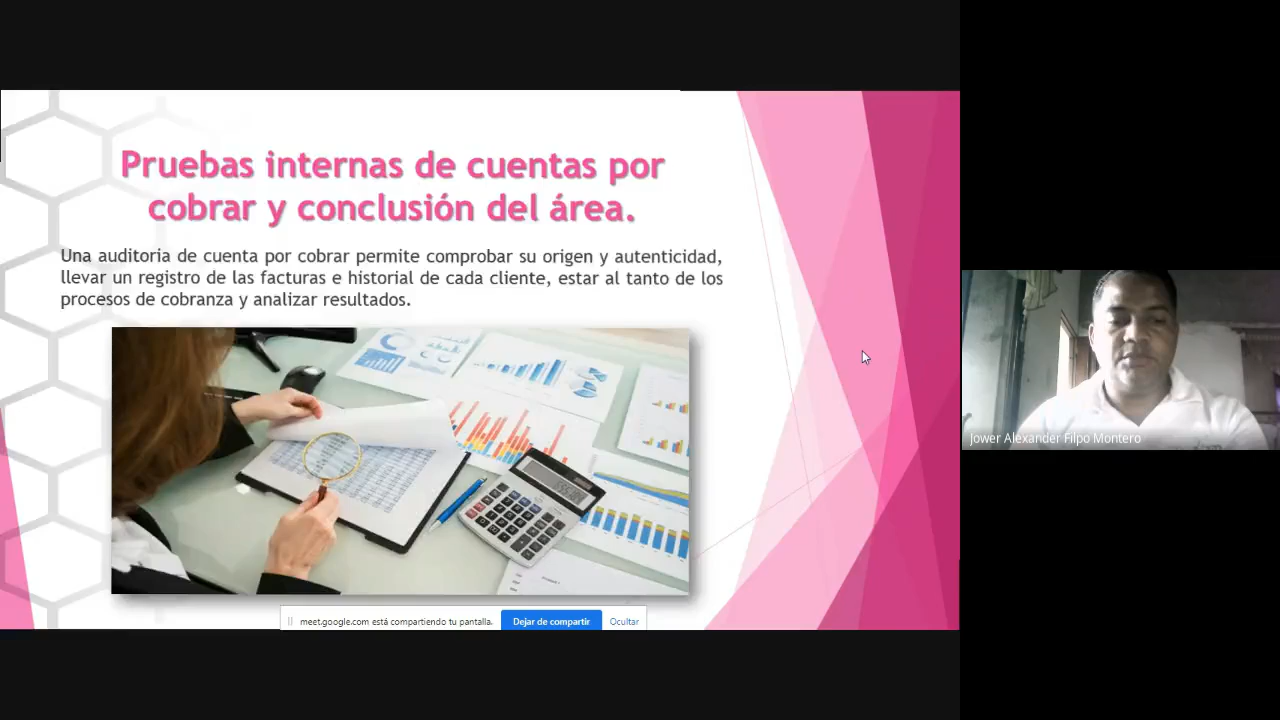 Pruebas internas de cuentas por
cobrar y conclusión del área.
Una auditoria de cuenta por cobrar permite comprobar su origen y autenticidad,
llevar un registro de las facturas e historial de cada cliente, estar al tanto de los
procesos de cobranza y analizar resultados.
meet.google.com está compartiendo tu pantalla.
Dejar de compartir
Ocultar
Jower Alexander Filpo Montero